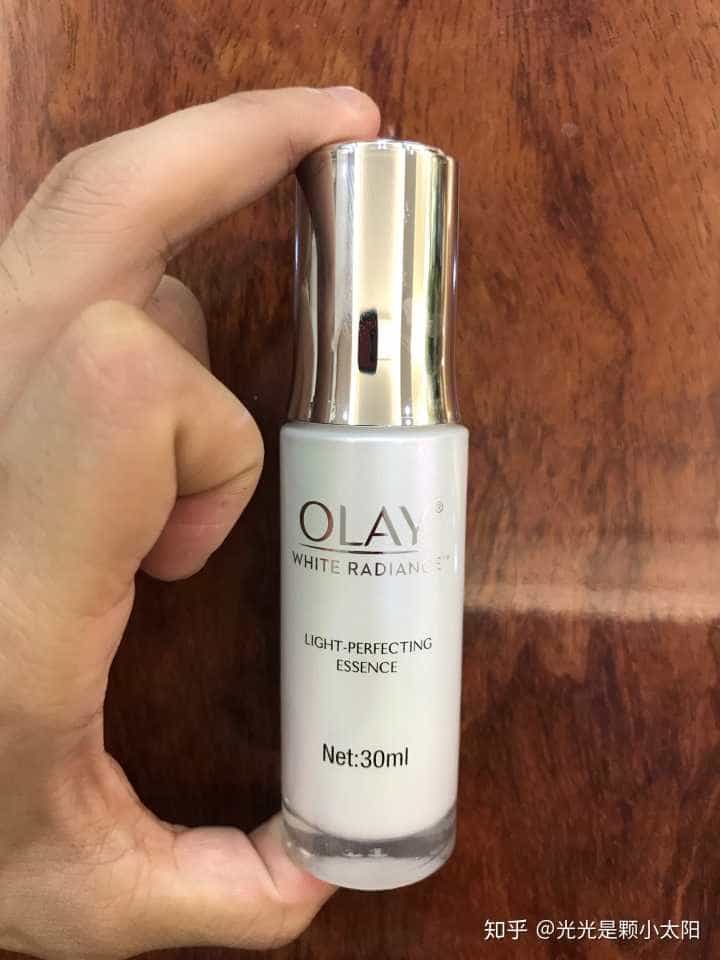 OLAY®
WHITE RADIANCE™
LIGHT-PERFECTING
ESSENCE
Net:30ml
知乎 @光光是颗小太阳